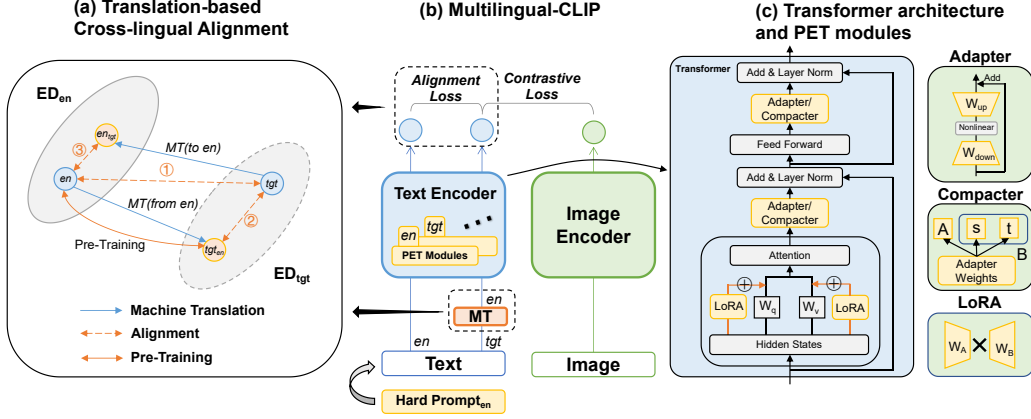 (a) Translation-based
Cross-lingual Alignment
ED_en
en_tgt
③
MT(to en)
①
en
tgt
②
MT(from en)
Pre-Training
tgt_en
ED_tgt
Machine Translation
Alignment
Pre-Training
(b) Multilingual-CLIP
Alignment
Loss
Contrastive
Loss
Text Encoder
en
tgt
...
PET Modules
Image
Encoder
en
MT
en
tgt
Text
Image
Hard Prompt_en
(c) Transformer architecture
and PET modules
Transformer
Add & Layer Norm
Adapter/
Compacter
Feed Forward
Add & Layer Norm
Adapter/
Compacter
Attention
LoRA
W_q
W_v
LoRA
Hidden States
Adapter
Add
W_up
Nonlinear
W_down
Compacter
A
s
t
B
Adapter
Weights
LoRA
W_A
×
W_B